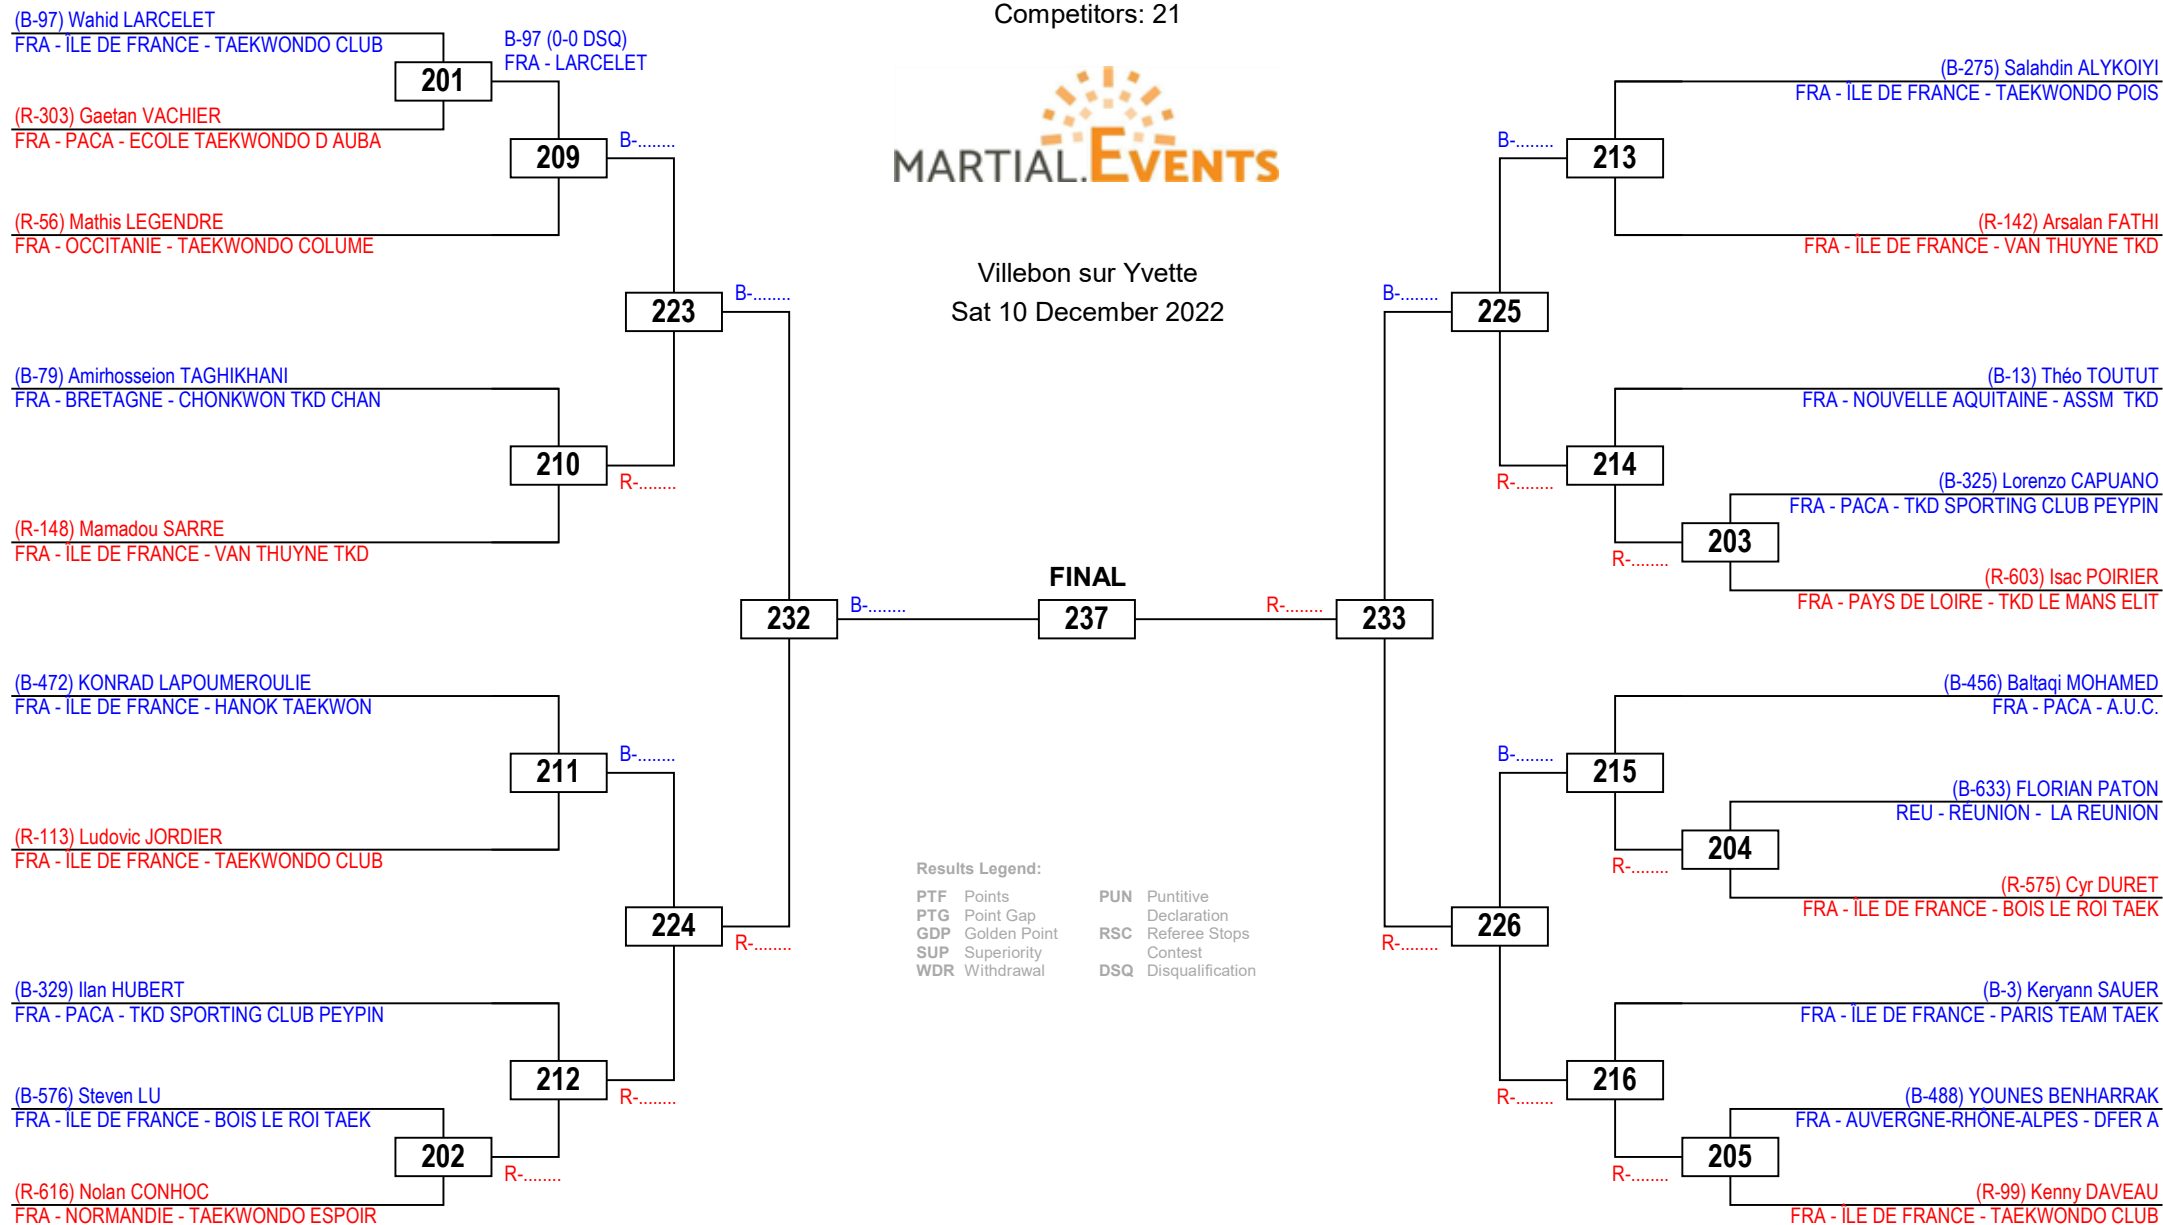 Competitors: 21
MARTIAL.EVENTS
Villebon sur Yvette
Sat 10 December 2022
(B-97) Wahid LARCELET
FRA - ÎLE DE FRANCE - TAEKWONDO CLUB
201
B-97 (0-0 DSQ)
FRA - LARCELET
(R-303) Gaetan VACHIER
FRA - PACA - ECOLE TAEKWONDO D AUBA
209
B-........
(R-56) Mathis LEGENDRE
FRA - OCCITANIE - TAEKWONDO COLUME
223
B-........
(B-79) Amirhosseion TAGHIKHANI
FRA - BRETAGNE - CHONKWON TKD CHAN
210
R-........
(R-148) Mamadou SARRE
FRA - ÎLE DE FRANCE - VAN THUYNE TKD
232
B-........
FINAL
237
R-........
233
(B-472) KONRAD LAPOUMEROULIE
FRA - ÎLE DE FRANCE - HANOK TAEKWON
211
B-........
(R-113) Ludovic JORDIER
FRA - ÎLE DE FRANCE - TAEKWONDO CLUB
224
R-........
(B-329) Ilan HUBERT
FRA - PACA - TKD SPORTING CLUB PEYPIN
212
R-........
(B-576) Steven LU
FRA - ÎLE DE FRANCE - BOIS LE ROI TAEK
202
R-........
(R-616) Nolan CONHOC
FRA - NORMANDIE - TAEKWONDO ESPOIR
(B-275) Salahdin ALYKOIYI
FRA - ÎLE DE FRANCE - TAEKWONDO POIS
B-........
213
(R-142) Arsalan FATHI
FRA - ÎLE DE FRANCE - VAN THUYNE TKD
B-........
225
(B-13) Théo TOUTUT
FRA - NOUVELLE AQUITAINE - ASSM  TKD
R-........
214
(B-325) Lorenzo CAPUANO
FRA - PACA - TKD SPORTING CLUB PEYPIN
R-........
203
(R-603) Isac POIRIER
FRA - PAYS DE LOIRE - TKD LE MANS ELIT
(B-456) Baltaqi MOHAMED
FRA - PACA - A.U.C.
B-........
215
(B-633) FLORIAN PATON
REU - RÉUNION -  LA REUNION
R-........
204
(R-575) Cyr DURET
FRA - ÎLE DE FRANCE - BOIS LE ROI TAEK
R-........
226
(B-3) Keryann SAUER
FRA - ÎLE DE FRANCE - PARIS TEAM TAEK
R-........
216
(B-488) YOUNES BENHARRAK
FRA - AUVERGNE-RHÔNE-ALPES - DFER A
R-........
205
(R-99) Kenny DAVEAU
FRA - ÎLE DE FRANCE - TAEKWONDO CLUB
Results Legend:
PTF Points
PTG Point Gap
GDP Golden Point
SUP Superiority
WDR Withdrawal
PUN Puntitive
Declaration
RSC Referee Stops
Contest
DSQ Disqualification